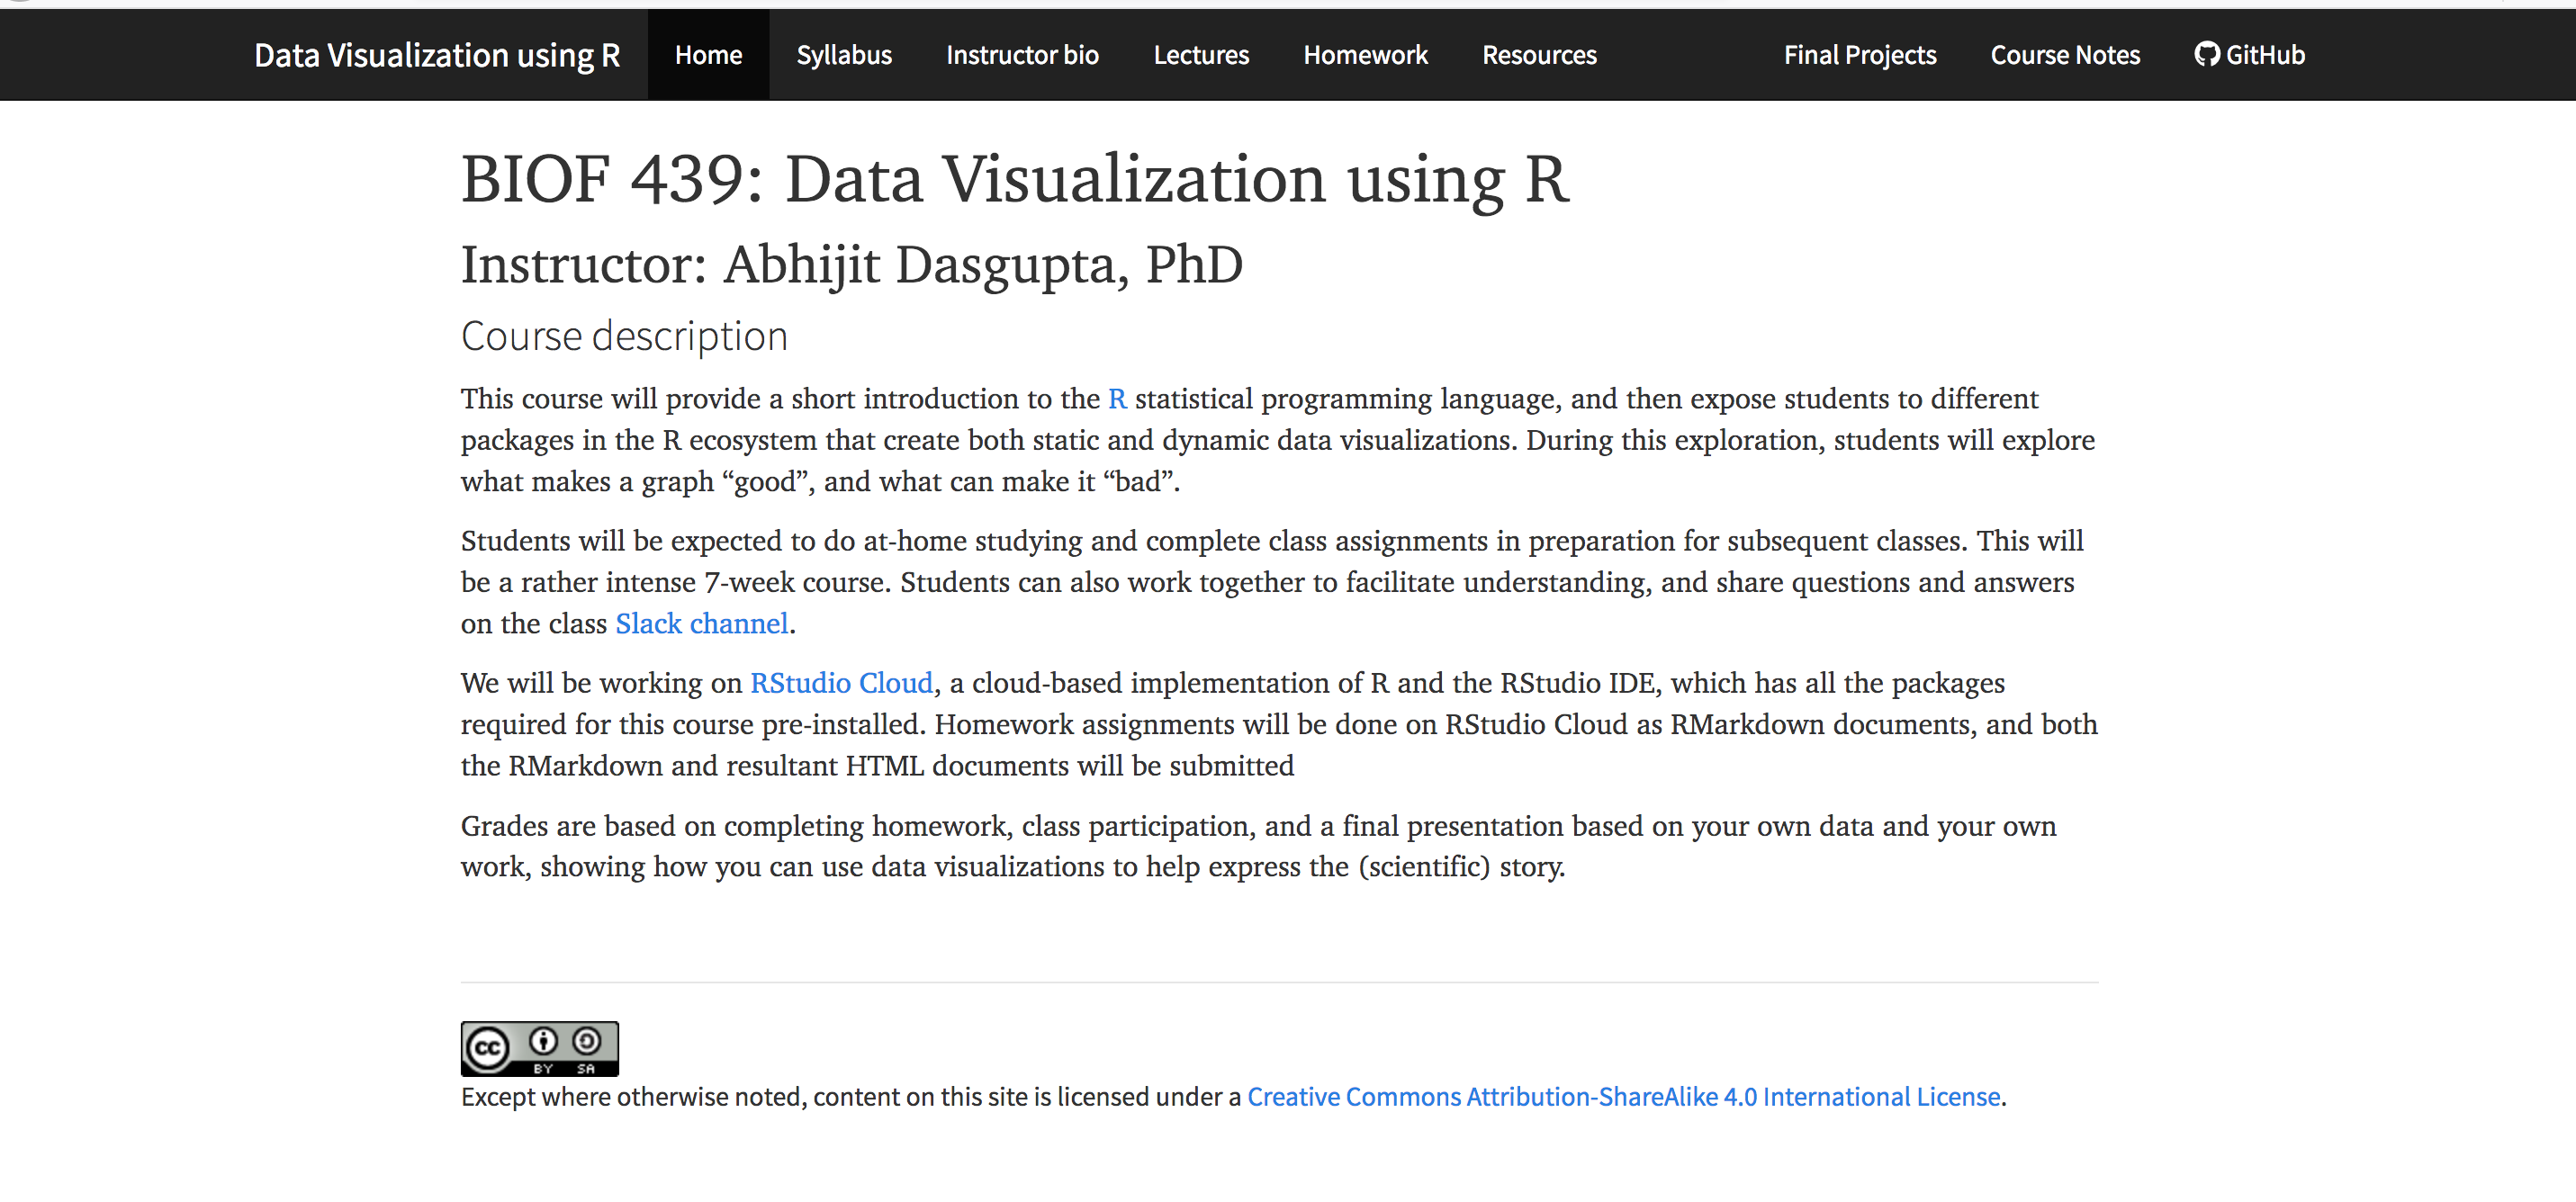 Data Visualization using R Home Syllabus Instructor bio Lectures Homework Resources Final Projects Course Notes GitHub
BIOF 439: Data Visualization using R
Instructor: Abhijit Dasgupta, PhD
Course description
This course will provide a short introduction to the R statistical programming language, and then expose students to different
packages in the R ecosystem that create both static and dynamic data visualizations. During this exploration, students will explore
what makes a graph “good”, and what can make it “bad”.
Students will be expected to do at-home studying and complete class assignments in preparation for subsequent classes. This will
be a rather intense 7-week course. Students can also work together to facilitate understanding, and share questions and answers
on the class Slack channel.
We will be working on RStudio Cloud, a cloud-based implementation of R and the RStudio IDE, which has all the packages
required for this course pre-installed. Homework assignments will be done on RStudio Cloud as RMarkdown documents, and both
the RMarkdown and resultant HTML documents will be submitted
Grades are based on completing homework, class participation, and a final presentation based on your own data and your own
work, showing how you can use data visualizations to help express the (scientific) story.
cc
BY SA
Except where otherwise noted, content on this site is licensed under a Creative Commons Attribution-ShareAlike 4.0 International License.